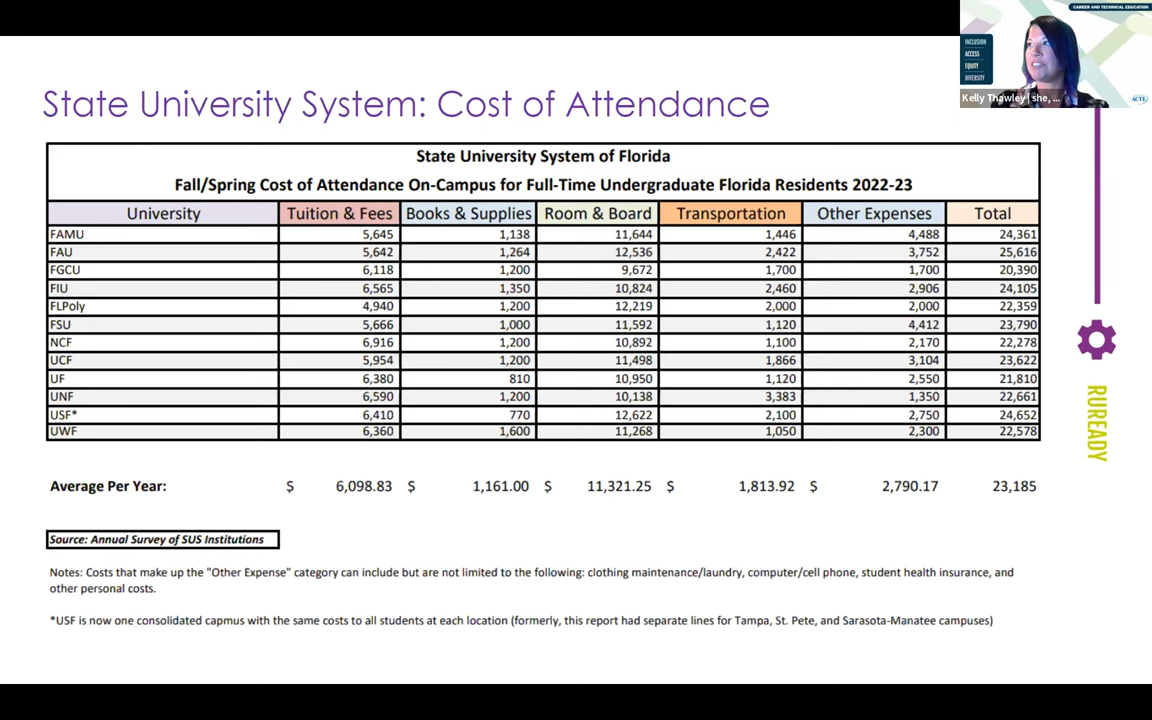 CAREER AND TECHNICAL EDUCATION
INCLUSION
ACCESS
EQUITY
DIVERSITY
Kelly Thawley | she, ...
ACTE
State University System: Cost of Attendance
State University System of Florida
Fall/Spring Cost of Attendance On-Campus for Full-Time Undergraduate Florida Residents 2022-23
University Tuition & Fees Books & Supplies Room & Board Transportation Other Expenses Total
FAMU 5,645 1,138 11,644 1,446 4,488 24,361
FAU 5,642 1,264 12,536 2,422 3,752 25,616
FGCU 6,118 1,200 9,672 1,700 1,700 20,390
FIU 6,565 1,350 10,824 2,460 2,906 24,105
FLPoly 4,940 1,200 12,219 2,000 2,000 22,359
FSU 5,666 1,000 11,592 1,120 4,412 23,790
NCF 6,916 1,200 10,892 1,100 2,170 22,278
UCF 5,954 1,200 11,498 1,866 3,104 23,622
UF 6,380 810 10,950 1,120 2,550 21,810
UNF 6,590 1,200 10,138 3,383 1,350 22,661
USF* 6,410 770 12,622 2,100 2,750 24,652
UWF 6,360 1,600 11,268 1,050 2,300 22,578
Average Per Year: $ 6,098.83 $ 1,161.00 $ 11,321.25 $ 1,813.92 $ 2,790.17 23,185
Source: Annual Survey of SUS Institutions
Notes: Costs that make up the "Other Expense" category can include but are not limited to the following: clothing maintenance/laundry, computer/cell phone, student health insurance, and
other personal costs.
*USF is now one consolidated capmus with the same costs to all students at each location (formerly, this report had separate lines for Tampa, St. Pete, and Sarasota-Manatee campuses)
RUREADY